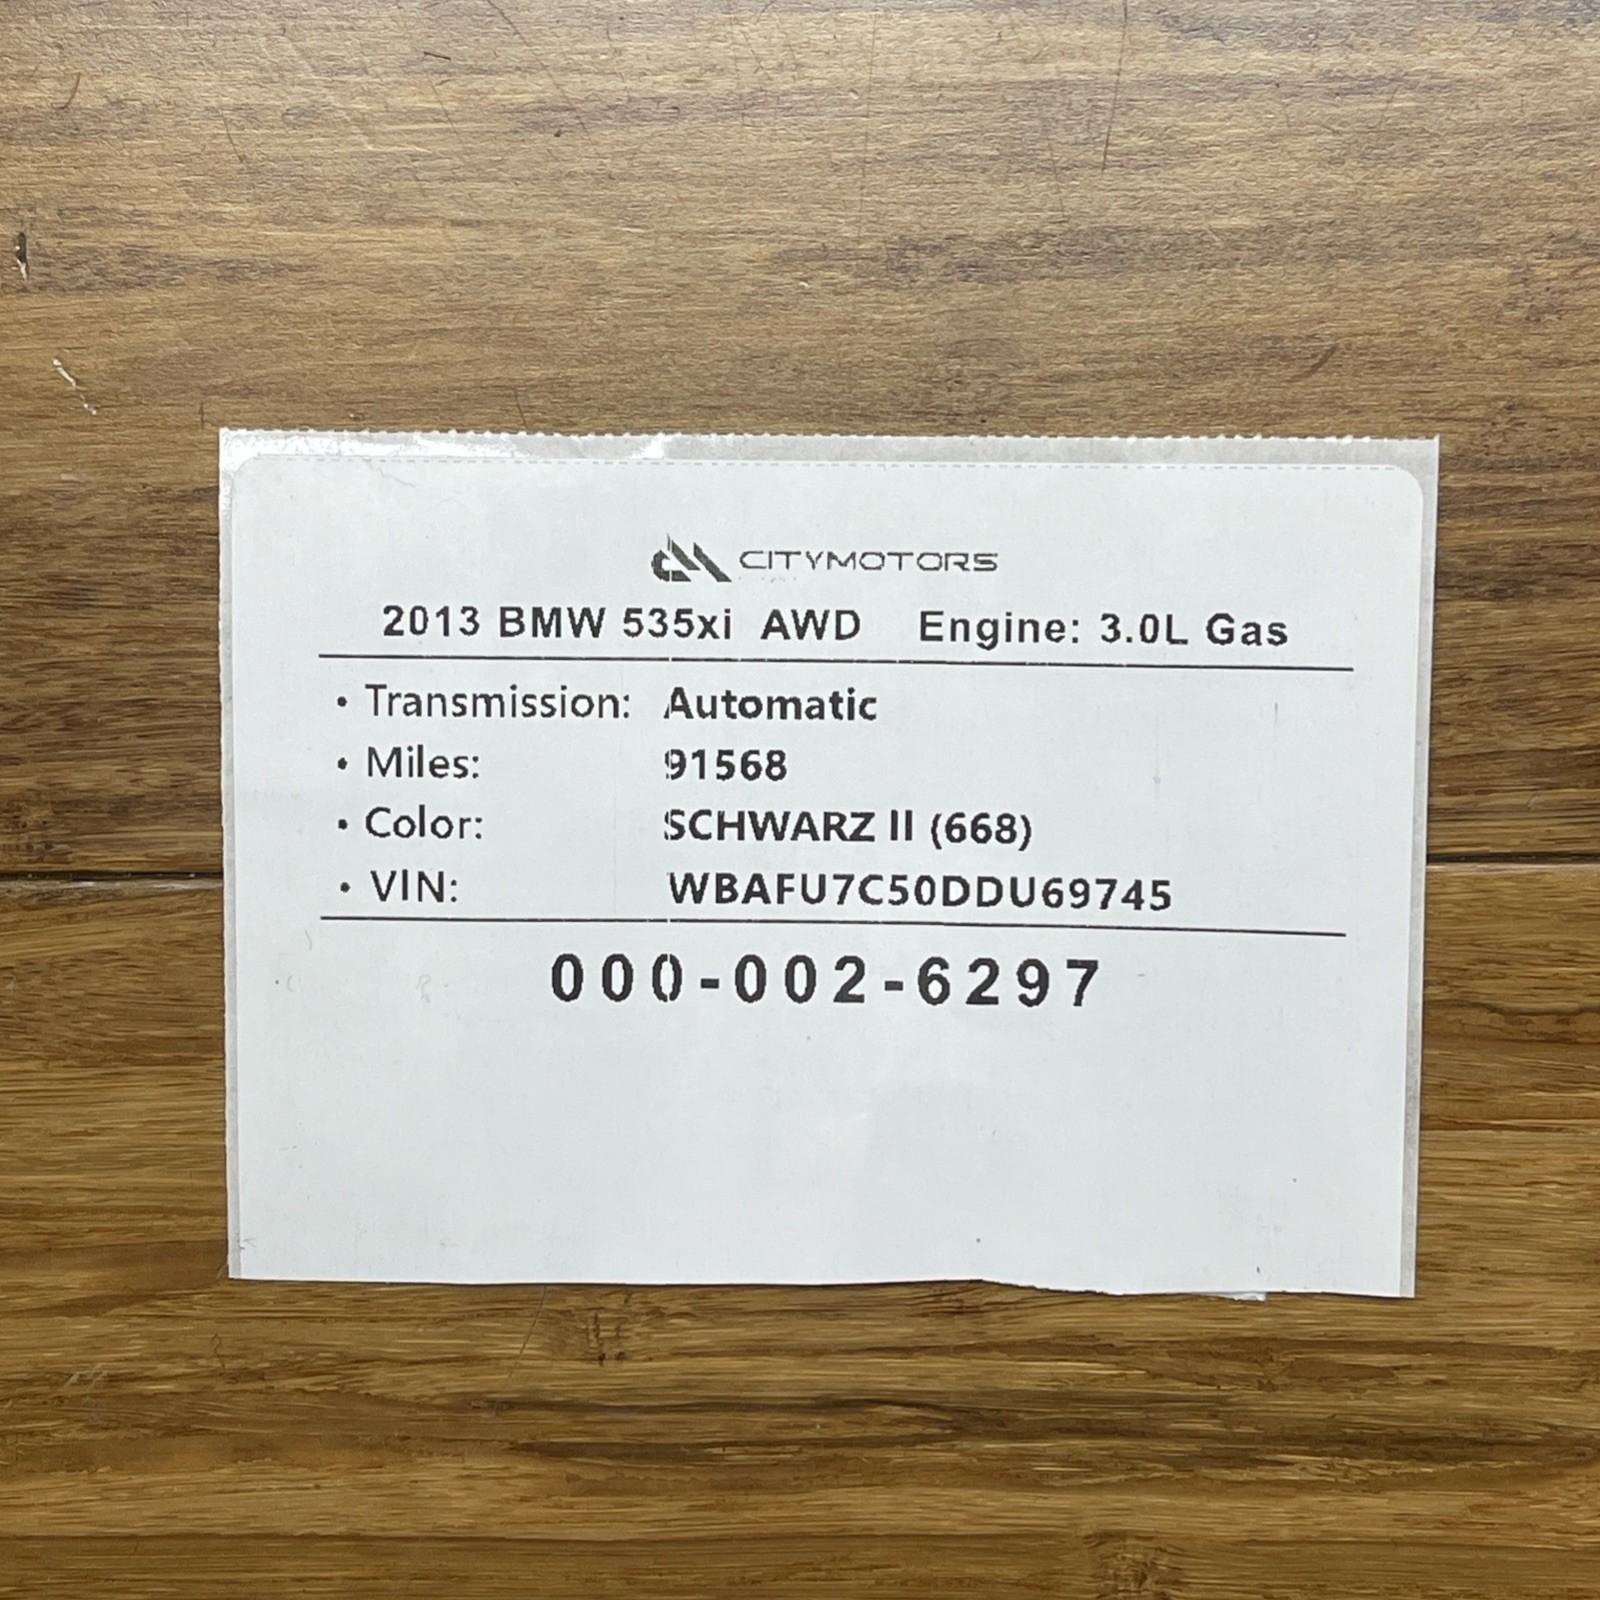 CITYMOTORS
2013 BMW 535xi AWD Engine: 3.0L Gas
• Transmission: Automatic
• Miles: 91568
• Color: SCHWARZ II (668)
• VIN: WBAFU7C50DDU69745
000-002-6297